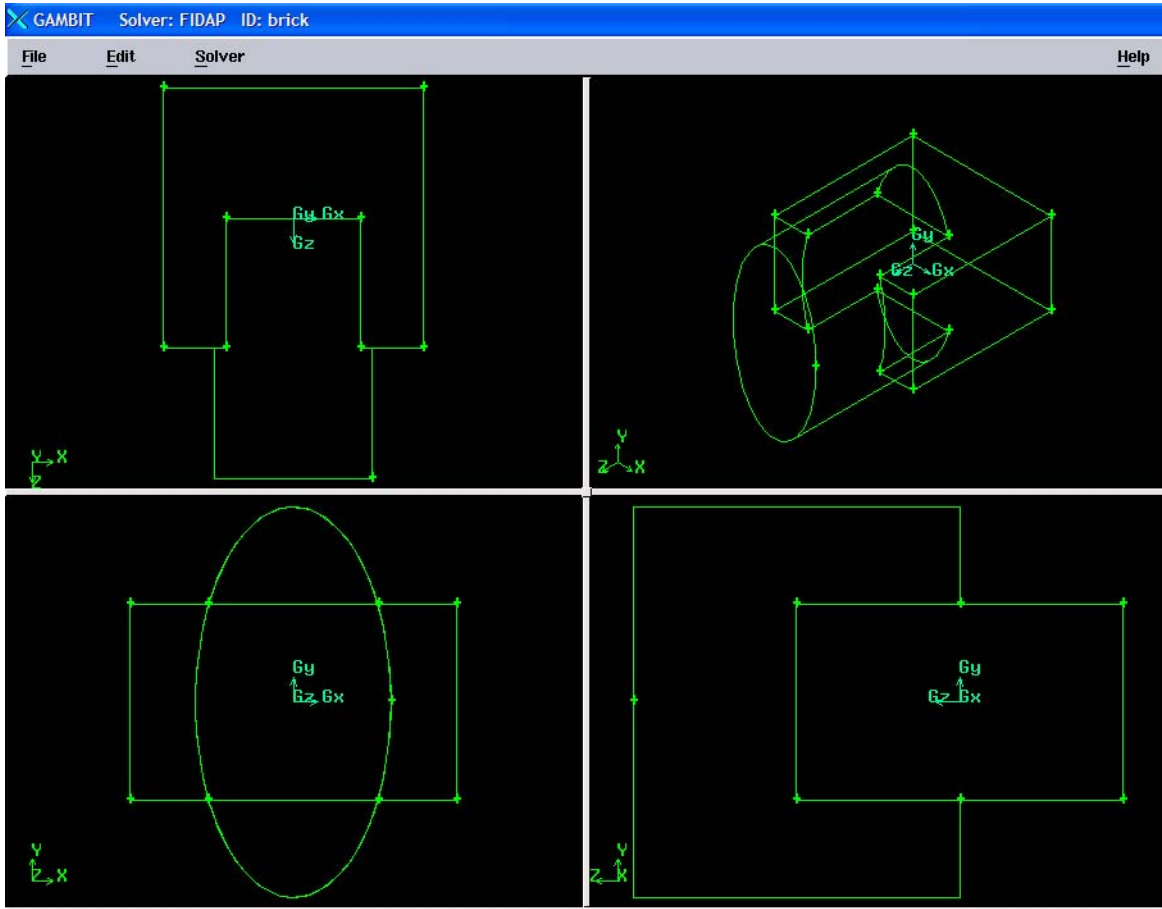 GAMBIT Solver: FIDAP ID: brick
File Edit Solver Help
Gy Gx
Gz
Y X
Z
Gy
Gz Gx
Y
Z X
Gy
Gz Gx
Y
Z X
Gy
Gz Gx
Y
Z X